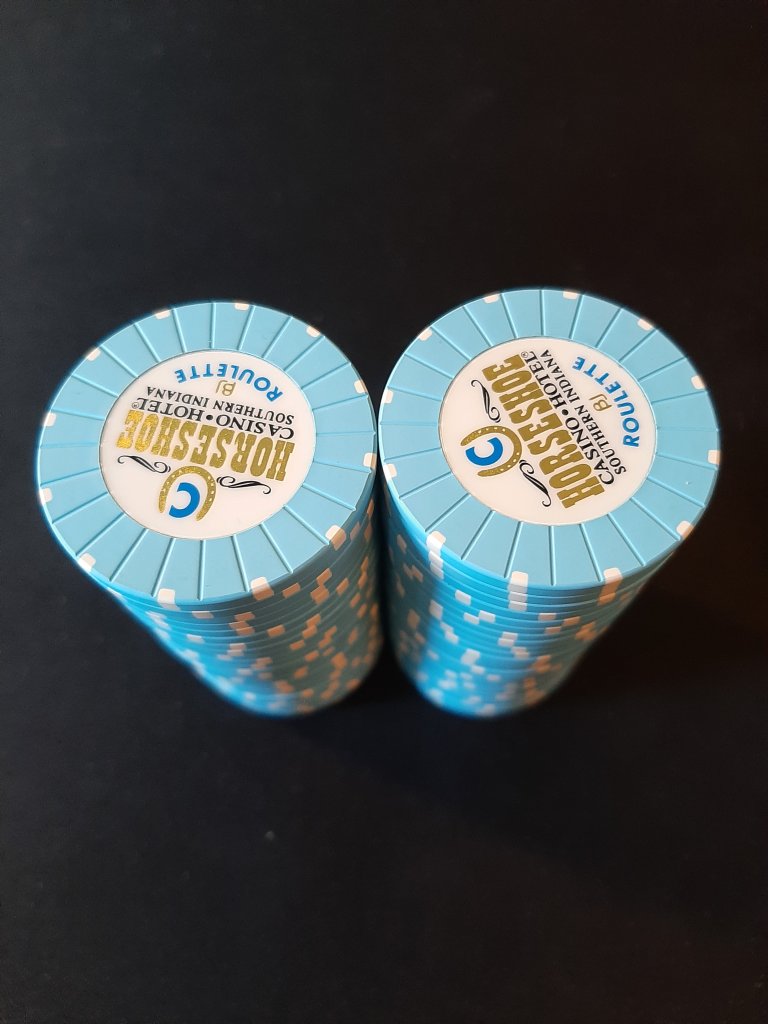 C
HORSESHOE
CASINO • HOTEL®
SOUTHERN INDIANA
BJ
ROULETTE
C
HORSESHOE
CASINO • HOTEL®
SOUTHERN INDIANA
BJ
ROULETTE